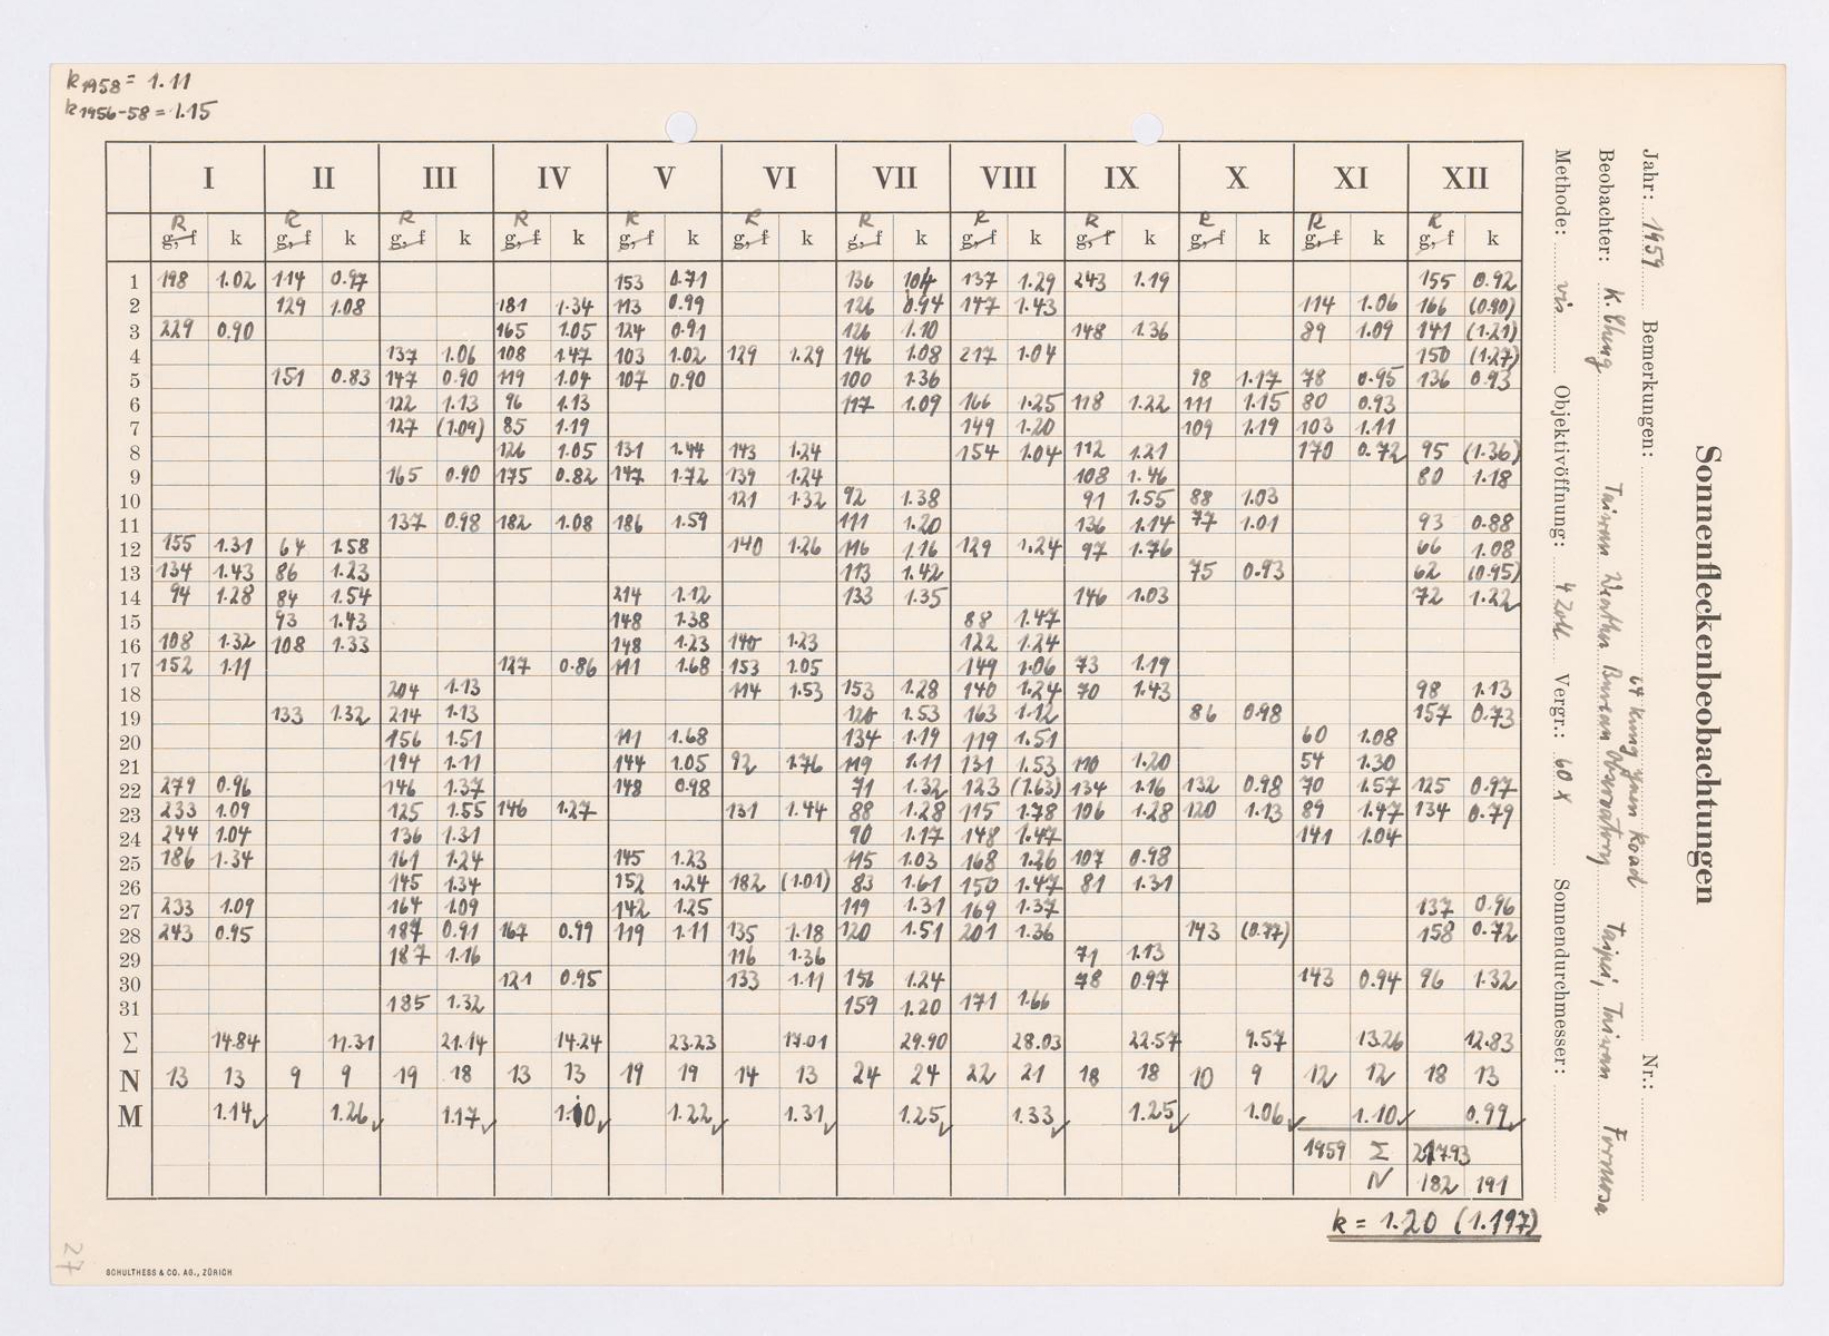 k1958 = 1.11
k1956-58 = 1.15
Sonnenfleckenbeobachtungen
Jahr: 1959 Bemerkungen: 64 Kung Yuan Road Nr.:
Beobachter: K. Chung Taiwan Weather Bureau Observatory Taipei, Taiwan Formosa
Methode: vis Objektivöffnung: 4 Zoll Vergr.: 60 x Sonnendurchmesser:
I II III IV V VI VII VIII IX X XI XII
R R R R R R R R R R R R
g, f k g, f k g, f k g, f k g, f k g, f k g, f k g, f k g, f k g, f k g, f k g, f k
1 198 1.02 114 0.97 153 0.71 136 104 137 1.29 243 1.19 155 0.92
2 129 1.08 181 1.34 113 0.99 126 0.94 147 1.43 114 1.06 166 (0.90)
3 229 0.90 165 1.05 124 0.91 126 1.10 148 1.36 89 1.09 141 (1.21)
4 137 1.06 108 1.47 103 1.02 129 1.29 146 1.08 217 1.04 150 (1.27)
5 151 0.83 147 0.90 119 1.04 107 0.90 100 1.36 98 1.17 78 0.95 136 0.93
6 122 1.13 96 1.13 117 1.09 166 1.25 118 1.22 111 1.15 80 0.93
7 127 (1.09) 85 1.19 149 1.20 109 1.19 103 1.11
8 126 1.05 131 1.44 143 1.24 154 1.04 112 1.21 170 0.72 95 (1.36)
9 165 0.90 175 0.82 147 1.72 139 1.24 108 1.46 80 1.18
10 121 1.32 92 1.38 91 1.55 88 1.03
11 137 0.98 182 1.08 186 1.59 111 1.20 136 1.14 77 1.01 93 0.88
12 155 1.31 64 1.58 140 1.26 116 1.16 129 1.24 97 1.76 66 1.08
13 134 1.43 86 1.23 113 1.42 75 0.93 62 (0.95)
14 94 1.28 84 1.54 214 1.12 133 1.35 146 1.03 72 1.22
15 93 1.43 148 1.38 88 1.47
16 108 1.32 108 1.33 148 1.23 140 1.23 122 1.24
17 152 1.11 127 0.86 111 1.68 153 1.05 149 1.06 73 1.19
18 204 1.13 114 1.53 153 1.28 140 1.24 70 1.43 98 1.13
19 133 1.32 214 1.13 120 1.53 163 1.12 86 0.98 157 0.73
20 156 1.51 111 1.68 134 1.19 119 1.51 60 1.08
21 194 1.11 144 1.05 92 1.76 119 1.11 131 1.53 110 1.20 54 1.30
22 279 0.96 146 1.37 148 0.98 71 1.32 123 (1.63) 134 1.16 132 0.98 70 1.57 125 0.97
23 233 1.09 125 1.55 146 1.27 131 1.44 88 1.28 115 1.78 106 1.28 120 1.13 89 1.47 134 0.79
24 244 1.04 136 1.31 90 1.17 148 1.47 141 1.04
25 186 1.34 161 1.24 145 1.23 115 1.03 168 1.26 107 0.98
26 145 1.34 152 1.24 182 (1.01) 83 1.61 150 1.47 81 1.31
27 233 1.09 164 1.09 142 1.25 119 1.31 169 1.37 137 0.96
28 243 0.95 187 0.91 167 0.99 119 1.11 135 1.18 120 1.51 201 1.36 143 (0.77) 158 0.72
29 187 1.16 116 1.36 71 1.13
30 121 0.95 133 1.11 156 1.24 78 0.97 143 0.94 96 1.32
31 185 1.32 159 1.20 171 1.66
Σ 14.84 11.31 21.14 14.24 23.23 17.01 29.90 28.03 22.57 9.57 13.26 12.83
N 13 13 9 9 19 18 13 13 19 19 14 13 24 24 22 21 18 18 10 9 12 12 18 13
M 1.14✓ 1.26✓ 1.17✓ 1.10✓ 1.22✓ 1.31✓ 1.25✓ 1.33✓ 1.25✓ 1.06✓ 1.10✓ 0.99✓
1959 Σ 217.93
N 182 191
k = 1.20 (1.197)
27
SCHULTHESS & CO. AG., ZÜRICH